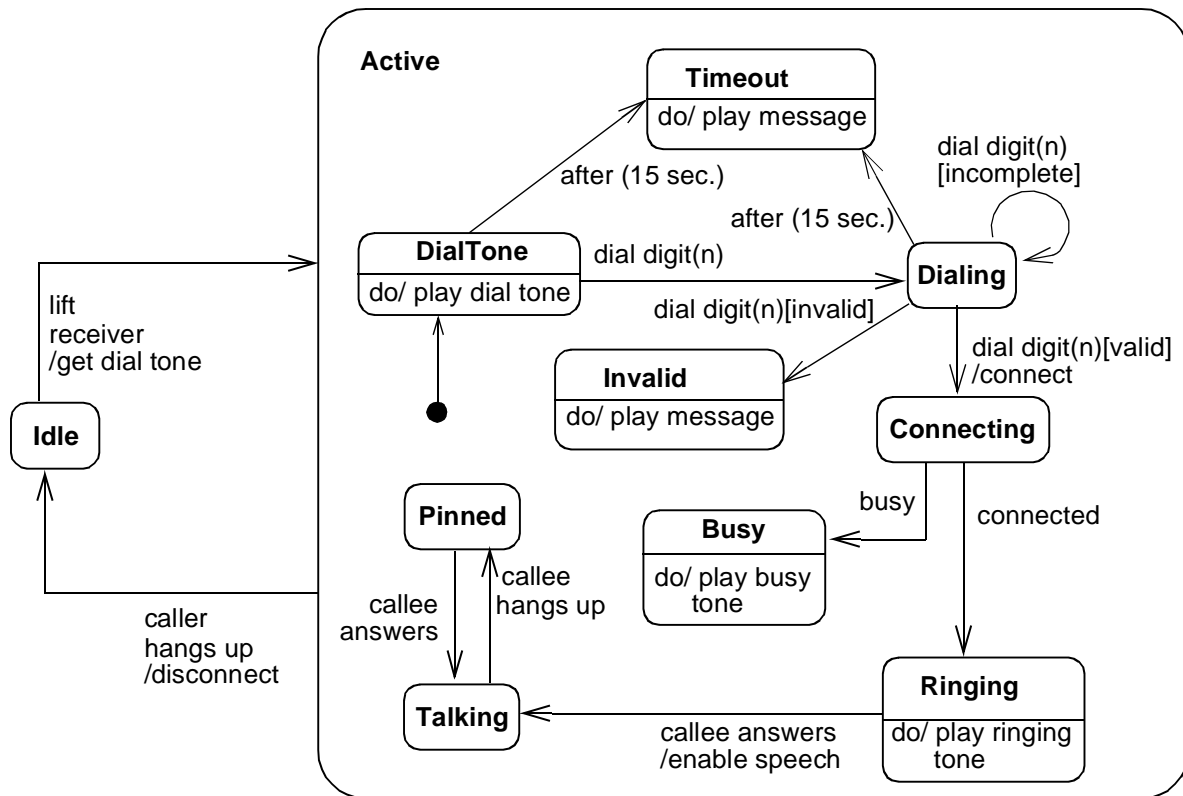 Active
Timeout
do/ play message
dial digit(n)
[incomplete]
after (15 sec.)
after (15 sec.)
DialTone
do/ play dial tone
dial digit(n)
Dialing
lift
receiver
/get dial tone
dial digit(n)[invalid]
dial digit(n)[valid]
/connect
Invalid
do/ play message
Idle
Connecting
Pinned
busy
connected
Busy
do/ play busy
tone
callee
hangs up
callee
answers
caller
hangs up
/disconnect
Talking
callee answers
/enable speech
Ringing
do/ play ringing
tone